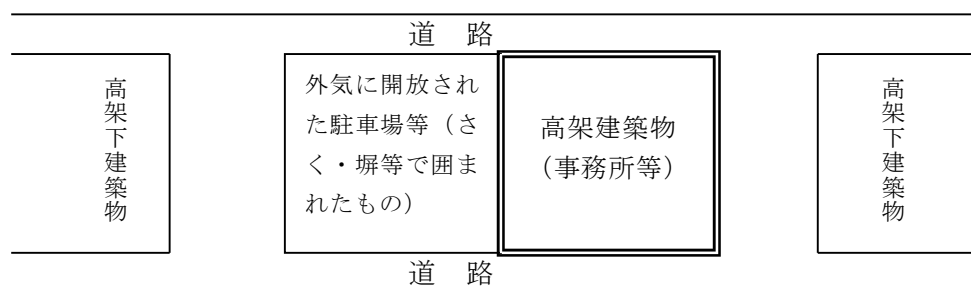 道　路
高架下建築物
外気に開放され
た駐車場等（さ
く・塀等で囲ま
れたもの）
高架建築物
（事務所等）
高架下建築物
道　路